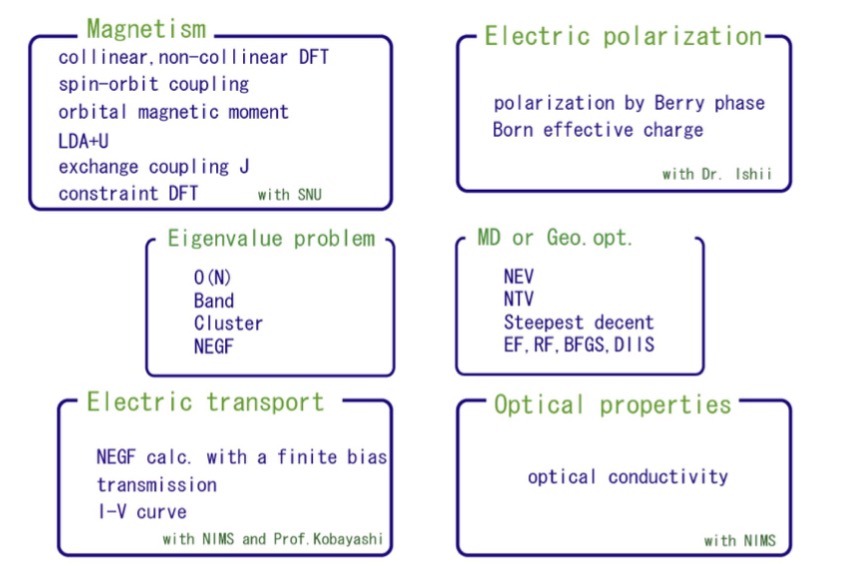 Magnetism
collinear, non-collinear DFT
spin-orbit coupling
orbital magnetic moment
LDA+U
exchange coupling J
constraint DFT with SNU
Electric polarization
polarization by Berry phase
Born effective charge
with Dr. Ishii
Eigenvalue problem
O(N)
Band
Cluster
NEGF
MD or Geo.opt.
NEV
NTV
Steepest decent
EF, RF, BFGS, DIIS
Electric transport
NEGF calc. with a finite bias
transmission
I-V curve
with NIMS and Prof.Kobayashi
Optical properties
optical conductivity
with NIMS